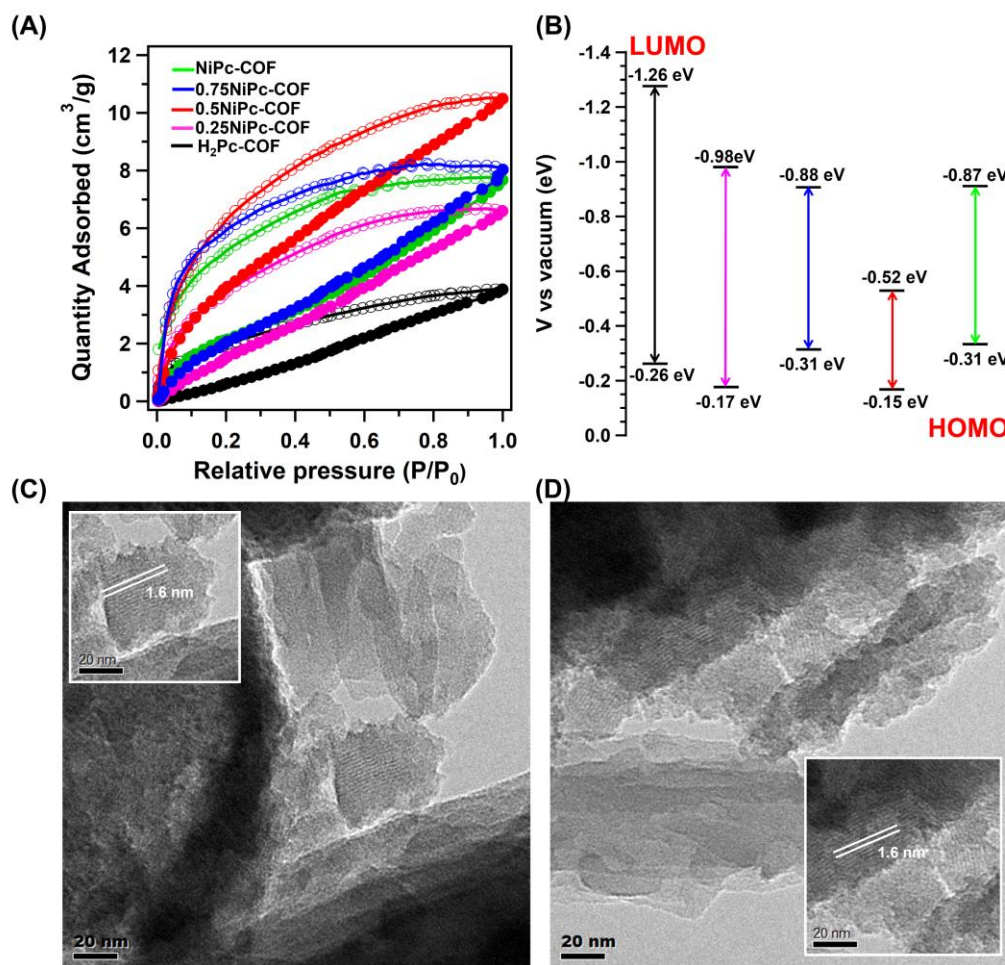 (A)
Quantity Adsorbed (cm³/g)
12
10
8
6
4
2
0
NiPc-COF
0.75NiPc-COF
0.5NiPc-COF
0.25NiPc-COF
H₂Pc-COF
0.0 0.2 0.4 0.6 0.8 1.0
Relative pressure (P/P₀)
(B)
V vs vacuum (eV)
-1.4
-1.2
-1.0
-0.8
-0.6
-0.4
-0.2
0.0
LUMO
-1.26 eV
-0.98eV
-0.88 eV
-0.87 eV
-0.52 eV
-0.26 eV
-0.17 eV
-0.31 eV
-0.15 eV
-0.31 eV
HOMO
(C)
1.6 nm
20 nm
20 nm
(D)
1.6 nm
20 nm
20 nm